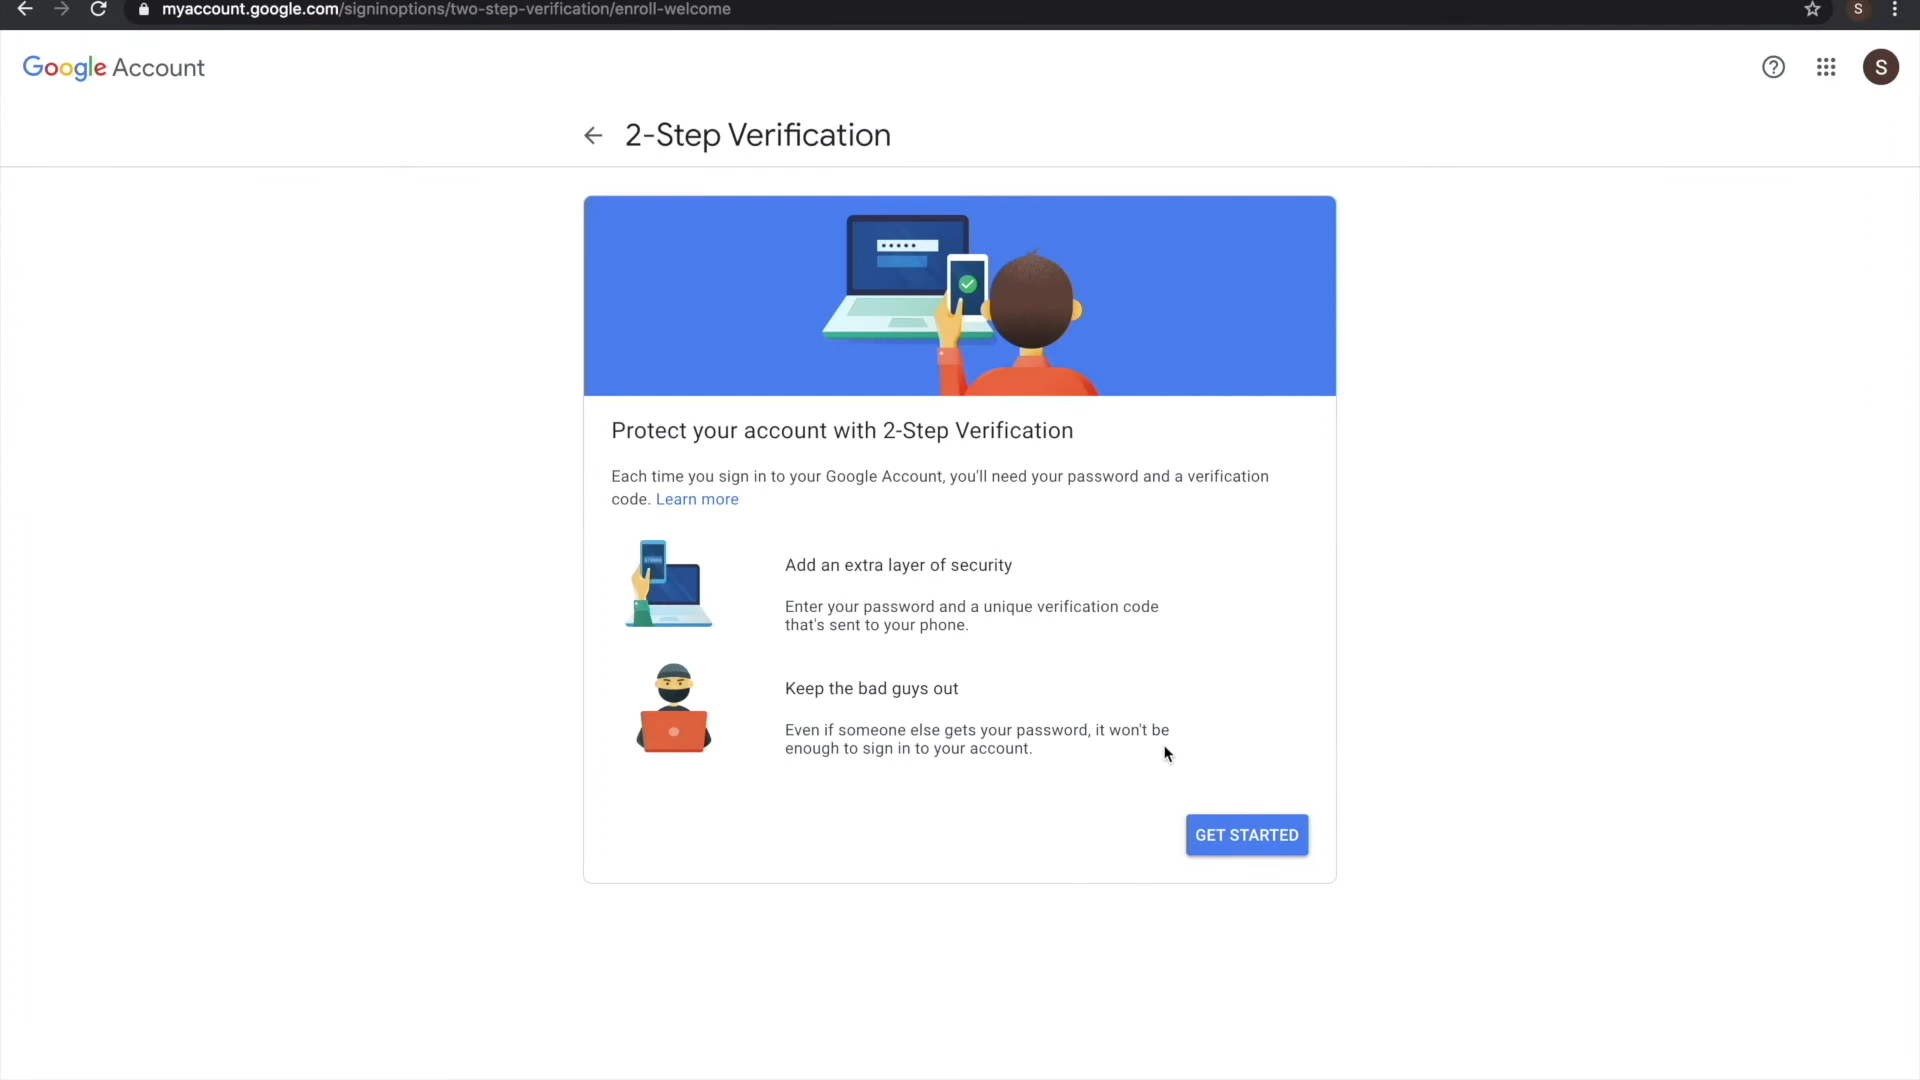 myaccount.google.com/signinoptions/two-step-verification/enroll-welcome
S
Google Account
S
2-Step Verification
Protect your account with 2-Step Verification
Each time you sign in to your Google Account, you'll need your password and a verification
code. Learn more
Add an extra layer of security
Enter your password and a unique verification code
that's sent to your phone.
Keep the bad guys out
Even if someone else gets your password, it won't be
enough to sign in to your account.
GET STARTED